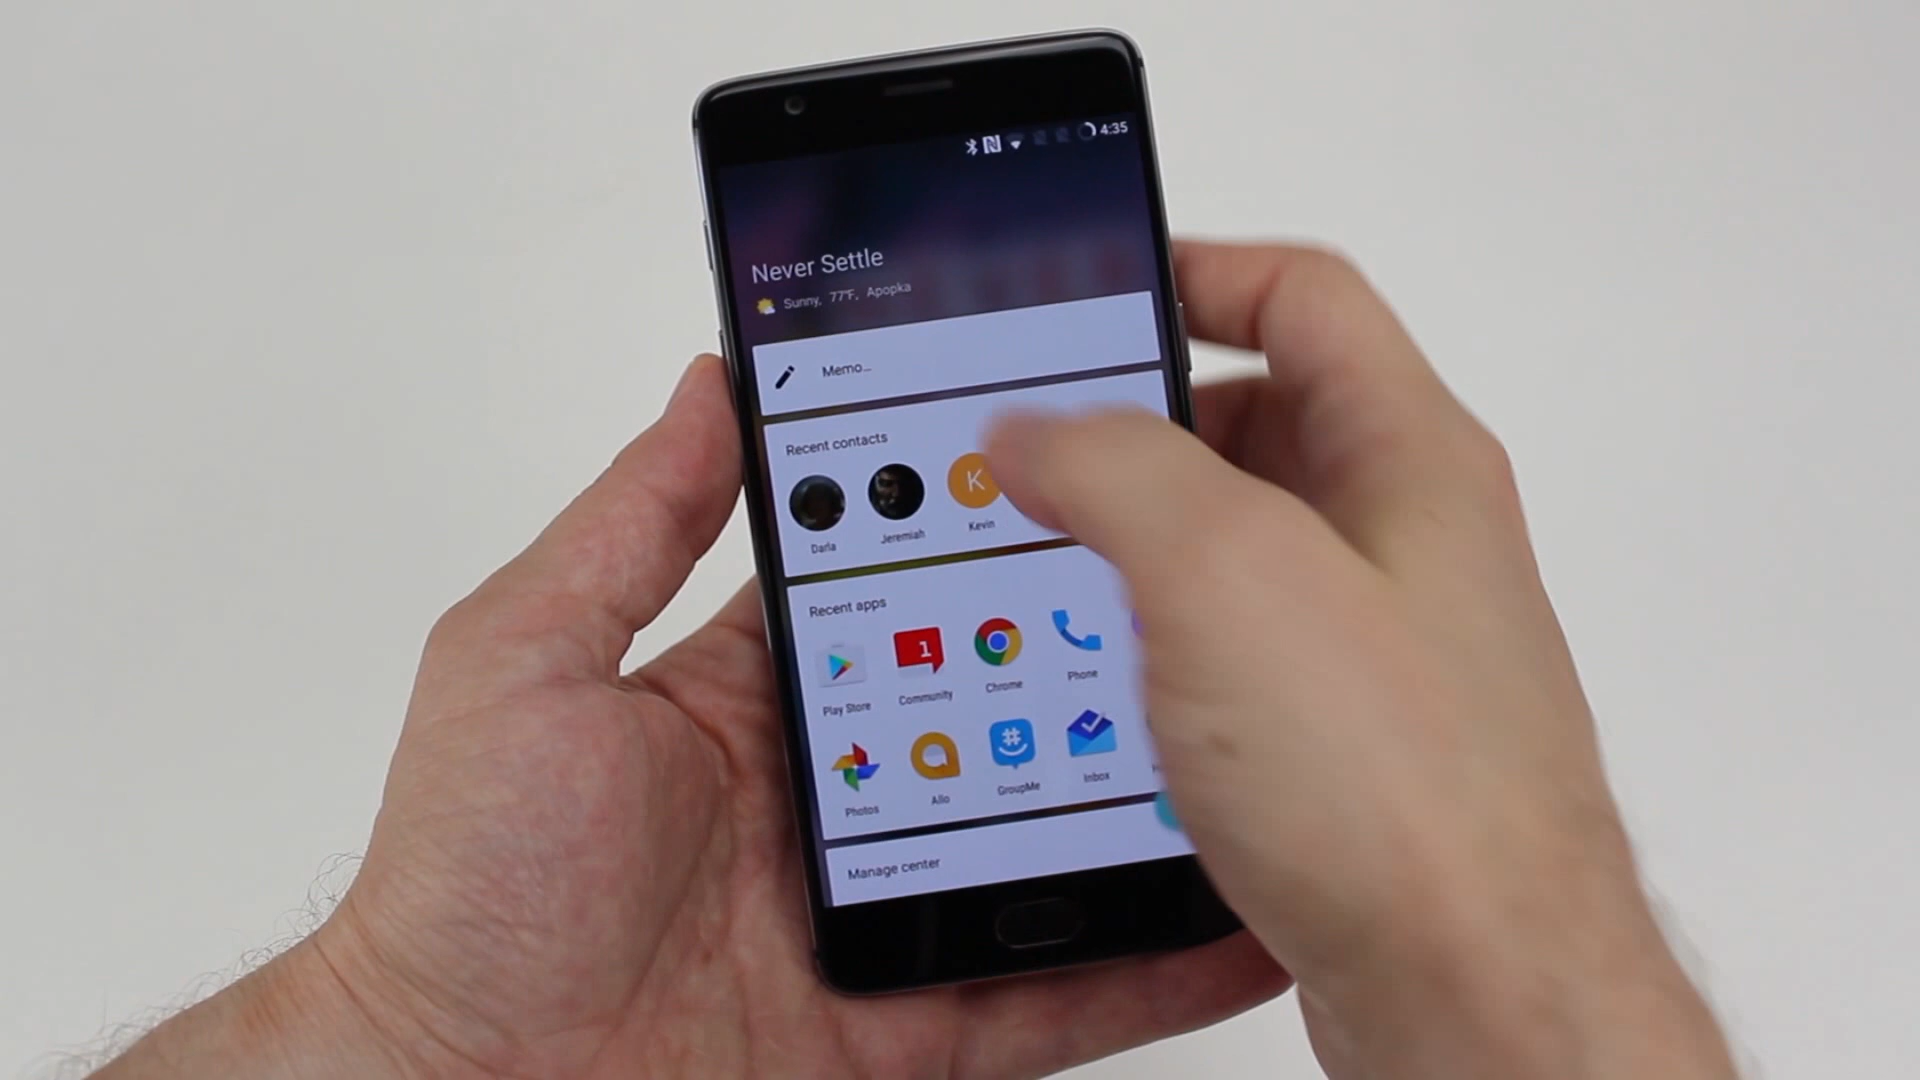 4:35
Never Settle
Sunny, 77°F, Apopka
Memo...
Recent contacts
K
Darla Jeremiah Kevin
Recent apps
1
Play Store Community Chrome Phone
#
Photos Allo GroupMe Inbox
Manage center